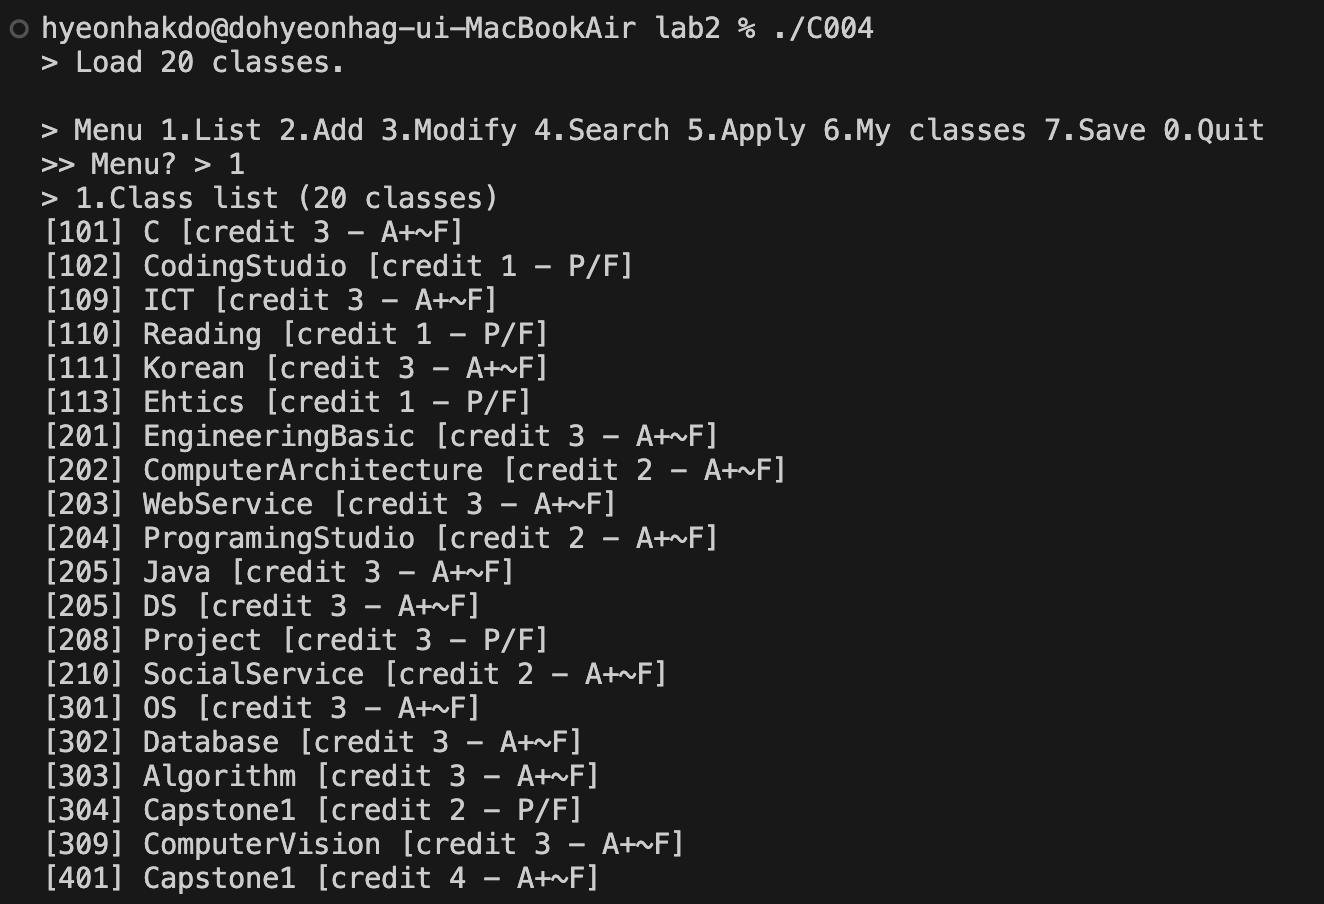 hyeonhakdo@dohyeonhag-ui-MacBookAir lab2 % ./C004
> Load 20 classes.

> Menu 1.List 2.Add 3.Modify 4.Search 5.Apply 6.My classes 7.Save 0.Quit
>> Menu? > 1
> 1.Class list (20 classes)
[101] C [credit 3 - A+~F]
[102] CodingStudio [credit 1 - P/F]
[109] ICT [credit 3 - A+~F]
[110] Reading [credit 1 - P/F]
[111] Korean [credit 3 - A+~F]
[113] Ehtics [credit 1 - P/F]
[201] EngineeringBasic [credit 3 - A+~F]
[202] ComputerArchitecture [credit 2 - A+~F]
[203] WebService [credit 3 - A+~F]
[204] ProgramingStudio [credit 2 - A+~F]
[205] Java [credit 3 - A+~F]
[205] DS [credit 3 - A+~F]
[208] Project [credit 3 - P/F]
[210] SocialService [credit 2 - A+~F]
[301] OS [credit 3 - A+~F]
[302] Database [credit 3 - A+~F]
[303] Algorithm [credit 3 - A+~F]
[304] Capstone1 [credit 2 - P/F]
[309] ComputerVision [credit 3 - A+~F]
[401] Capstone1 [credit 4 - A+~F]